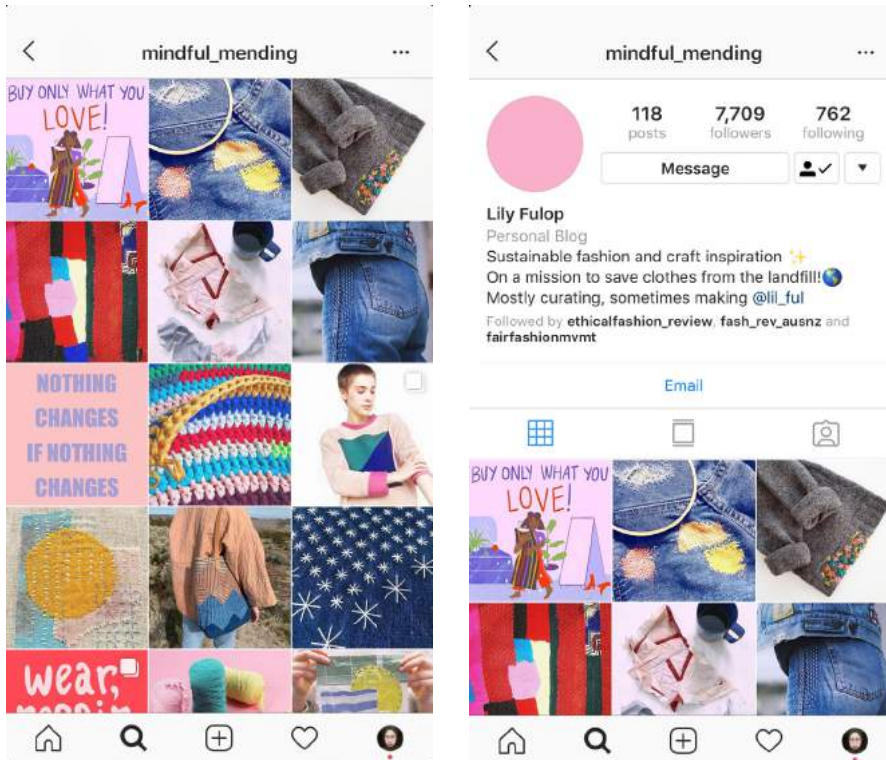 mindful_mending
BUY ONLY WHAT YOU
LOVE!
NOTHING
CHANGES
IF NOTHING
CHANGES
wear,
mindful_mending
118 7,709 762
posts followers following
Message
Lily Fulop
Personal Blog
Sustainable fashion and craft inspiration ✨
On a mission to save clothes from the landfill!🌎
Mostly curating, sometimes making @lil_ful
Followed by ethicalfashion_review, fash_rev_ausnz and
fairfashionmvmt
Email
BUY ONLY WHAT YOU
LOVE!